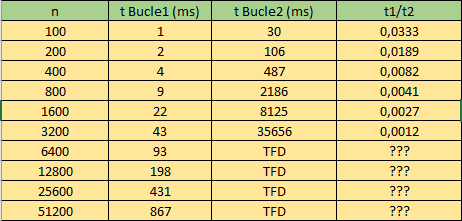 n t Bucle1 (ms) t Bucle2 (ms) t1/t2
100 1 30 0,0333
200 2 106 0,0189
400 4 487 0,0082
800 9 2186 0,0041
1600 22 8125 0,0027
3200 43 35656 0,0012
6400 93 TFD ???
12800 198 TFD ???
25600 431 TFD ???
51200 867 TFD ???